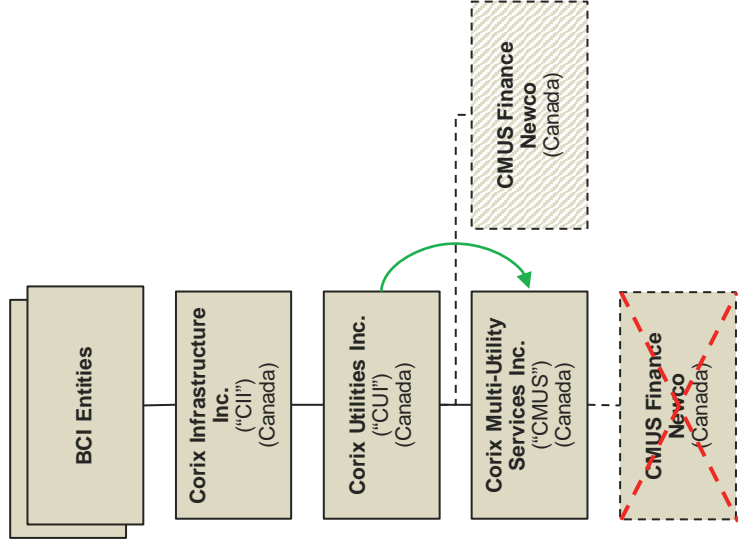 BCI Entities
Corix Infrastructure
Inc.
(“CII”)
(Canada)
Corix Utilities Inc.
(“CUI”)
(Canada)
Corix Multi-Utility
Services Inc.
(“CMUS”)
(Canada)
CMUS Finance
Newco
(Canada)
CMUS Finance
Newco
(Canada)